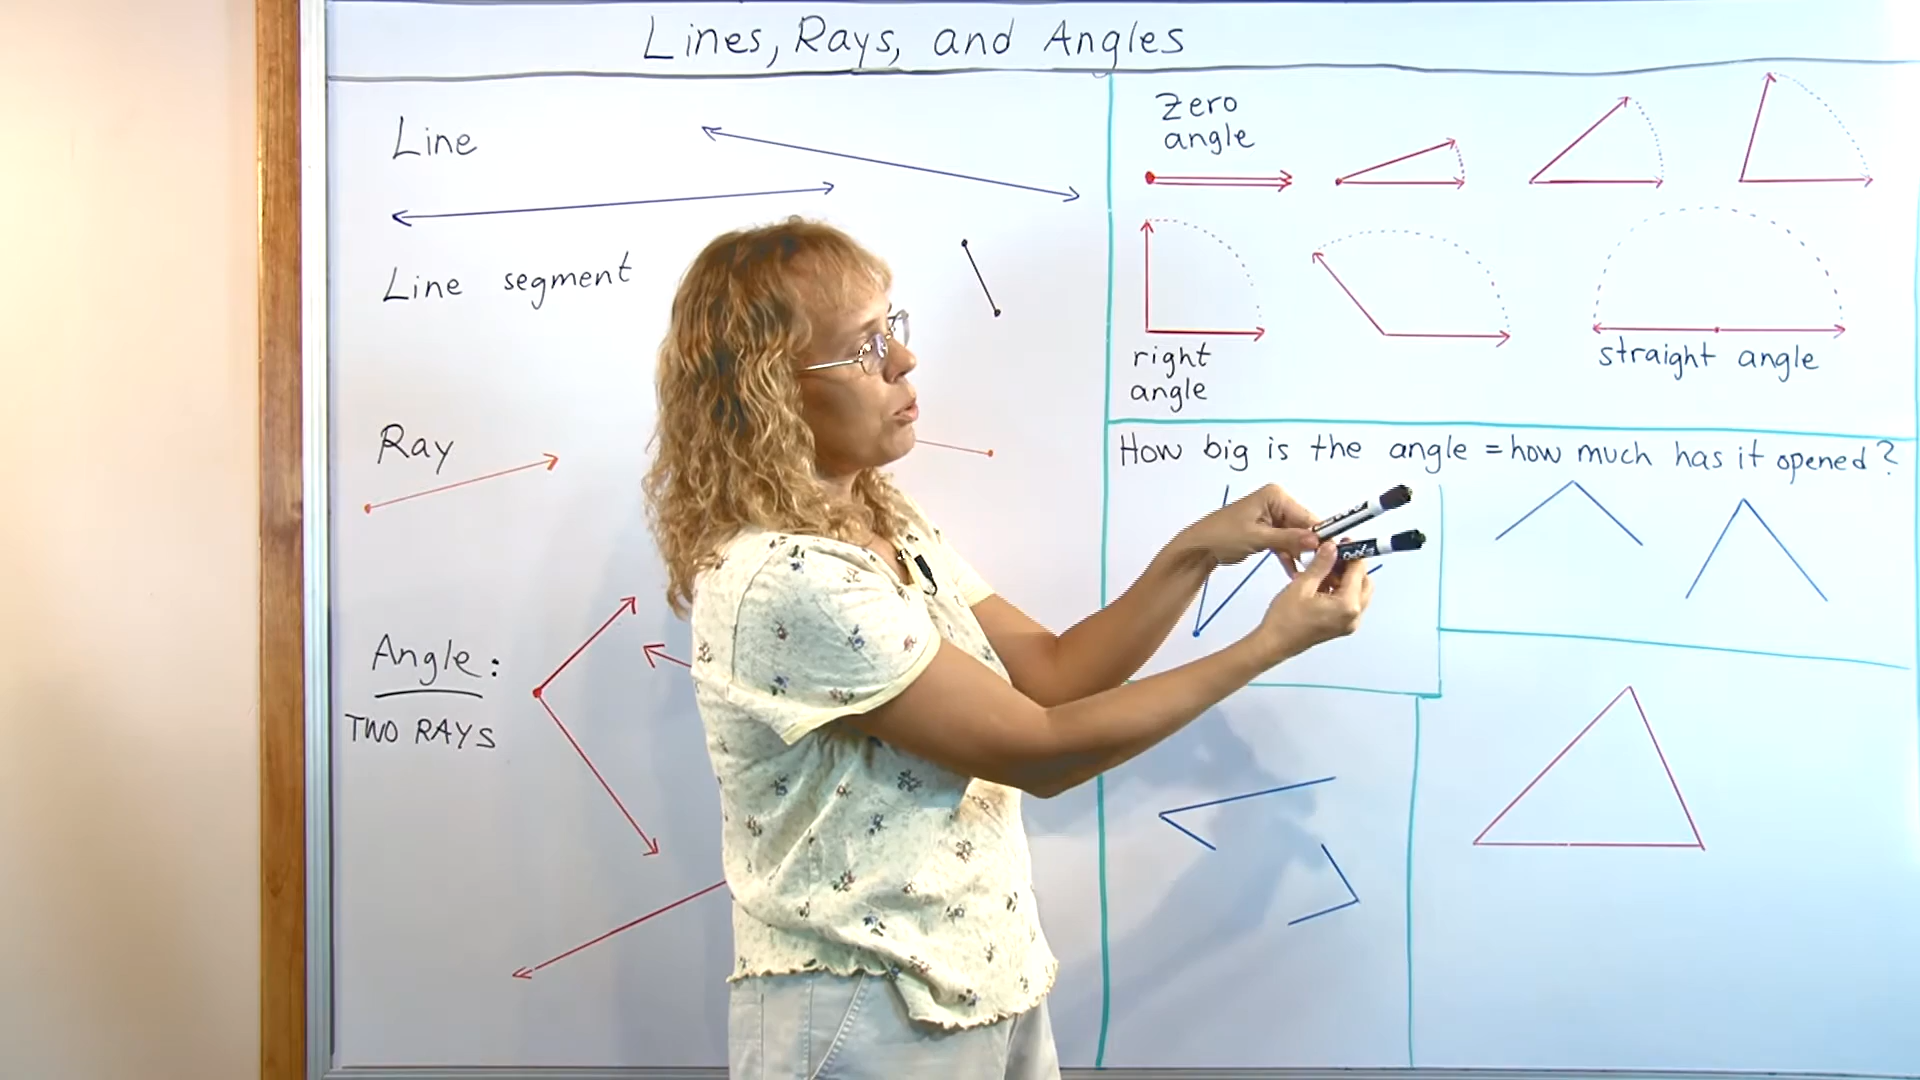 Lines, Rays, and Angles
Line
Line segment
Ray
Angle:
TWO RAYS
Zero
angle
right
angle
straight angle
How big is the angle = how much has it opened?